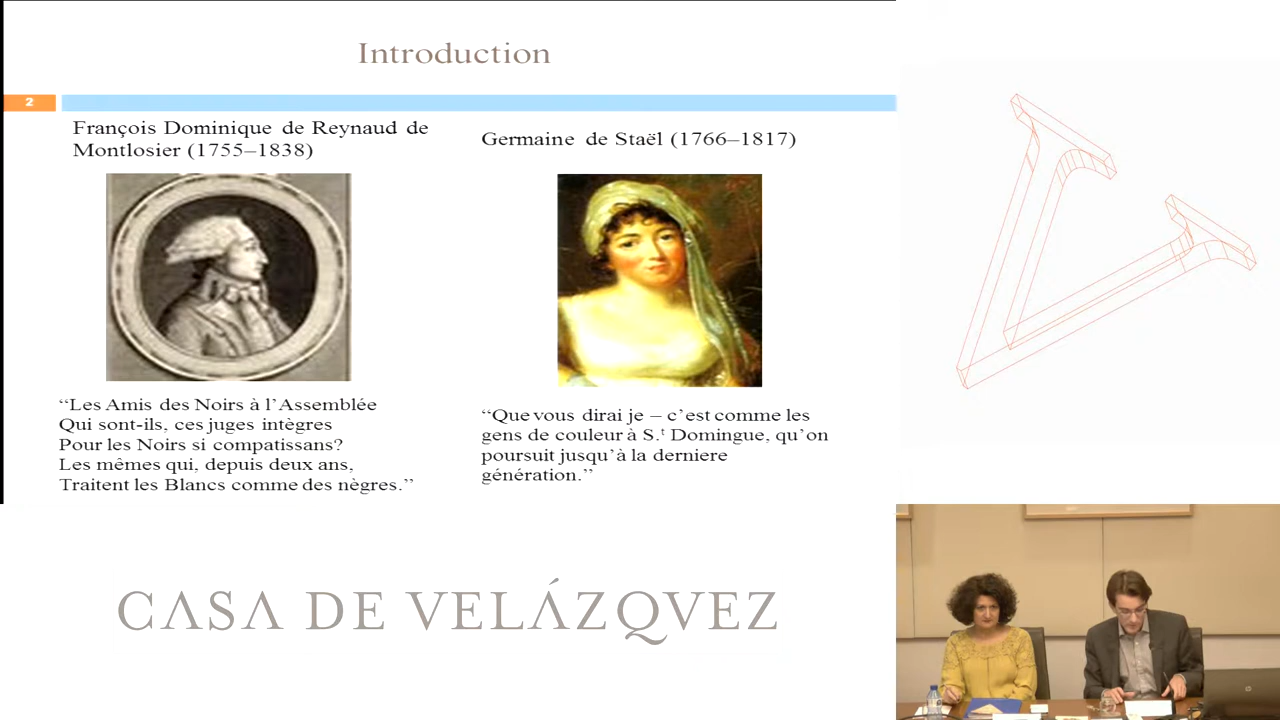 Introduction
2
François Dominique de Reynaud de
Montlosier (1755–1838)
Germaine de Staël (1766–1817)
“Les Amis des Noirs à l’Assemblée
Qui sont-ils, ces juges intègres
Pour les Noirs si compatissans?
Les mêmes qui, depuis deux ans,
Traitent les Blancs comme des nègres.”
“Que vous dirai je – c’est comme les
gens de couleur à S.ᵗ Domingue, qu’on
poursuit jusqu’à la derniere
génération.”
CASA DE VELÁZQVEZ